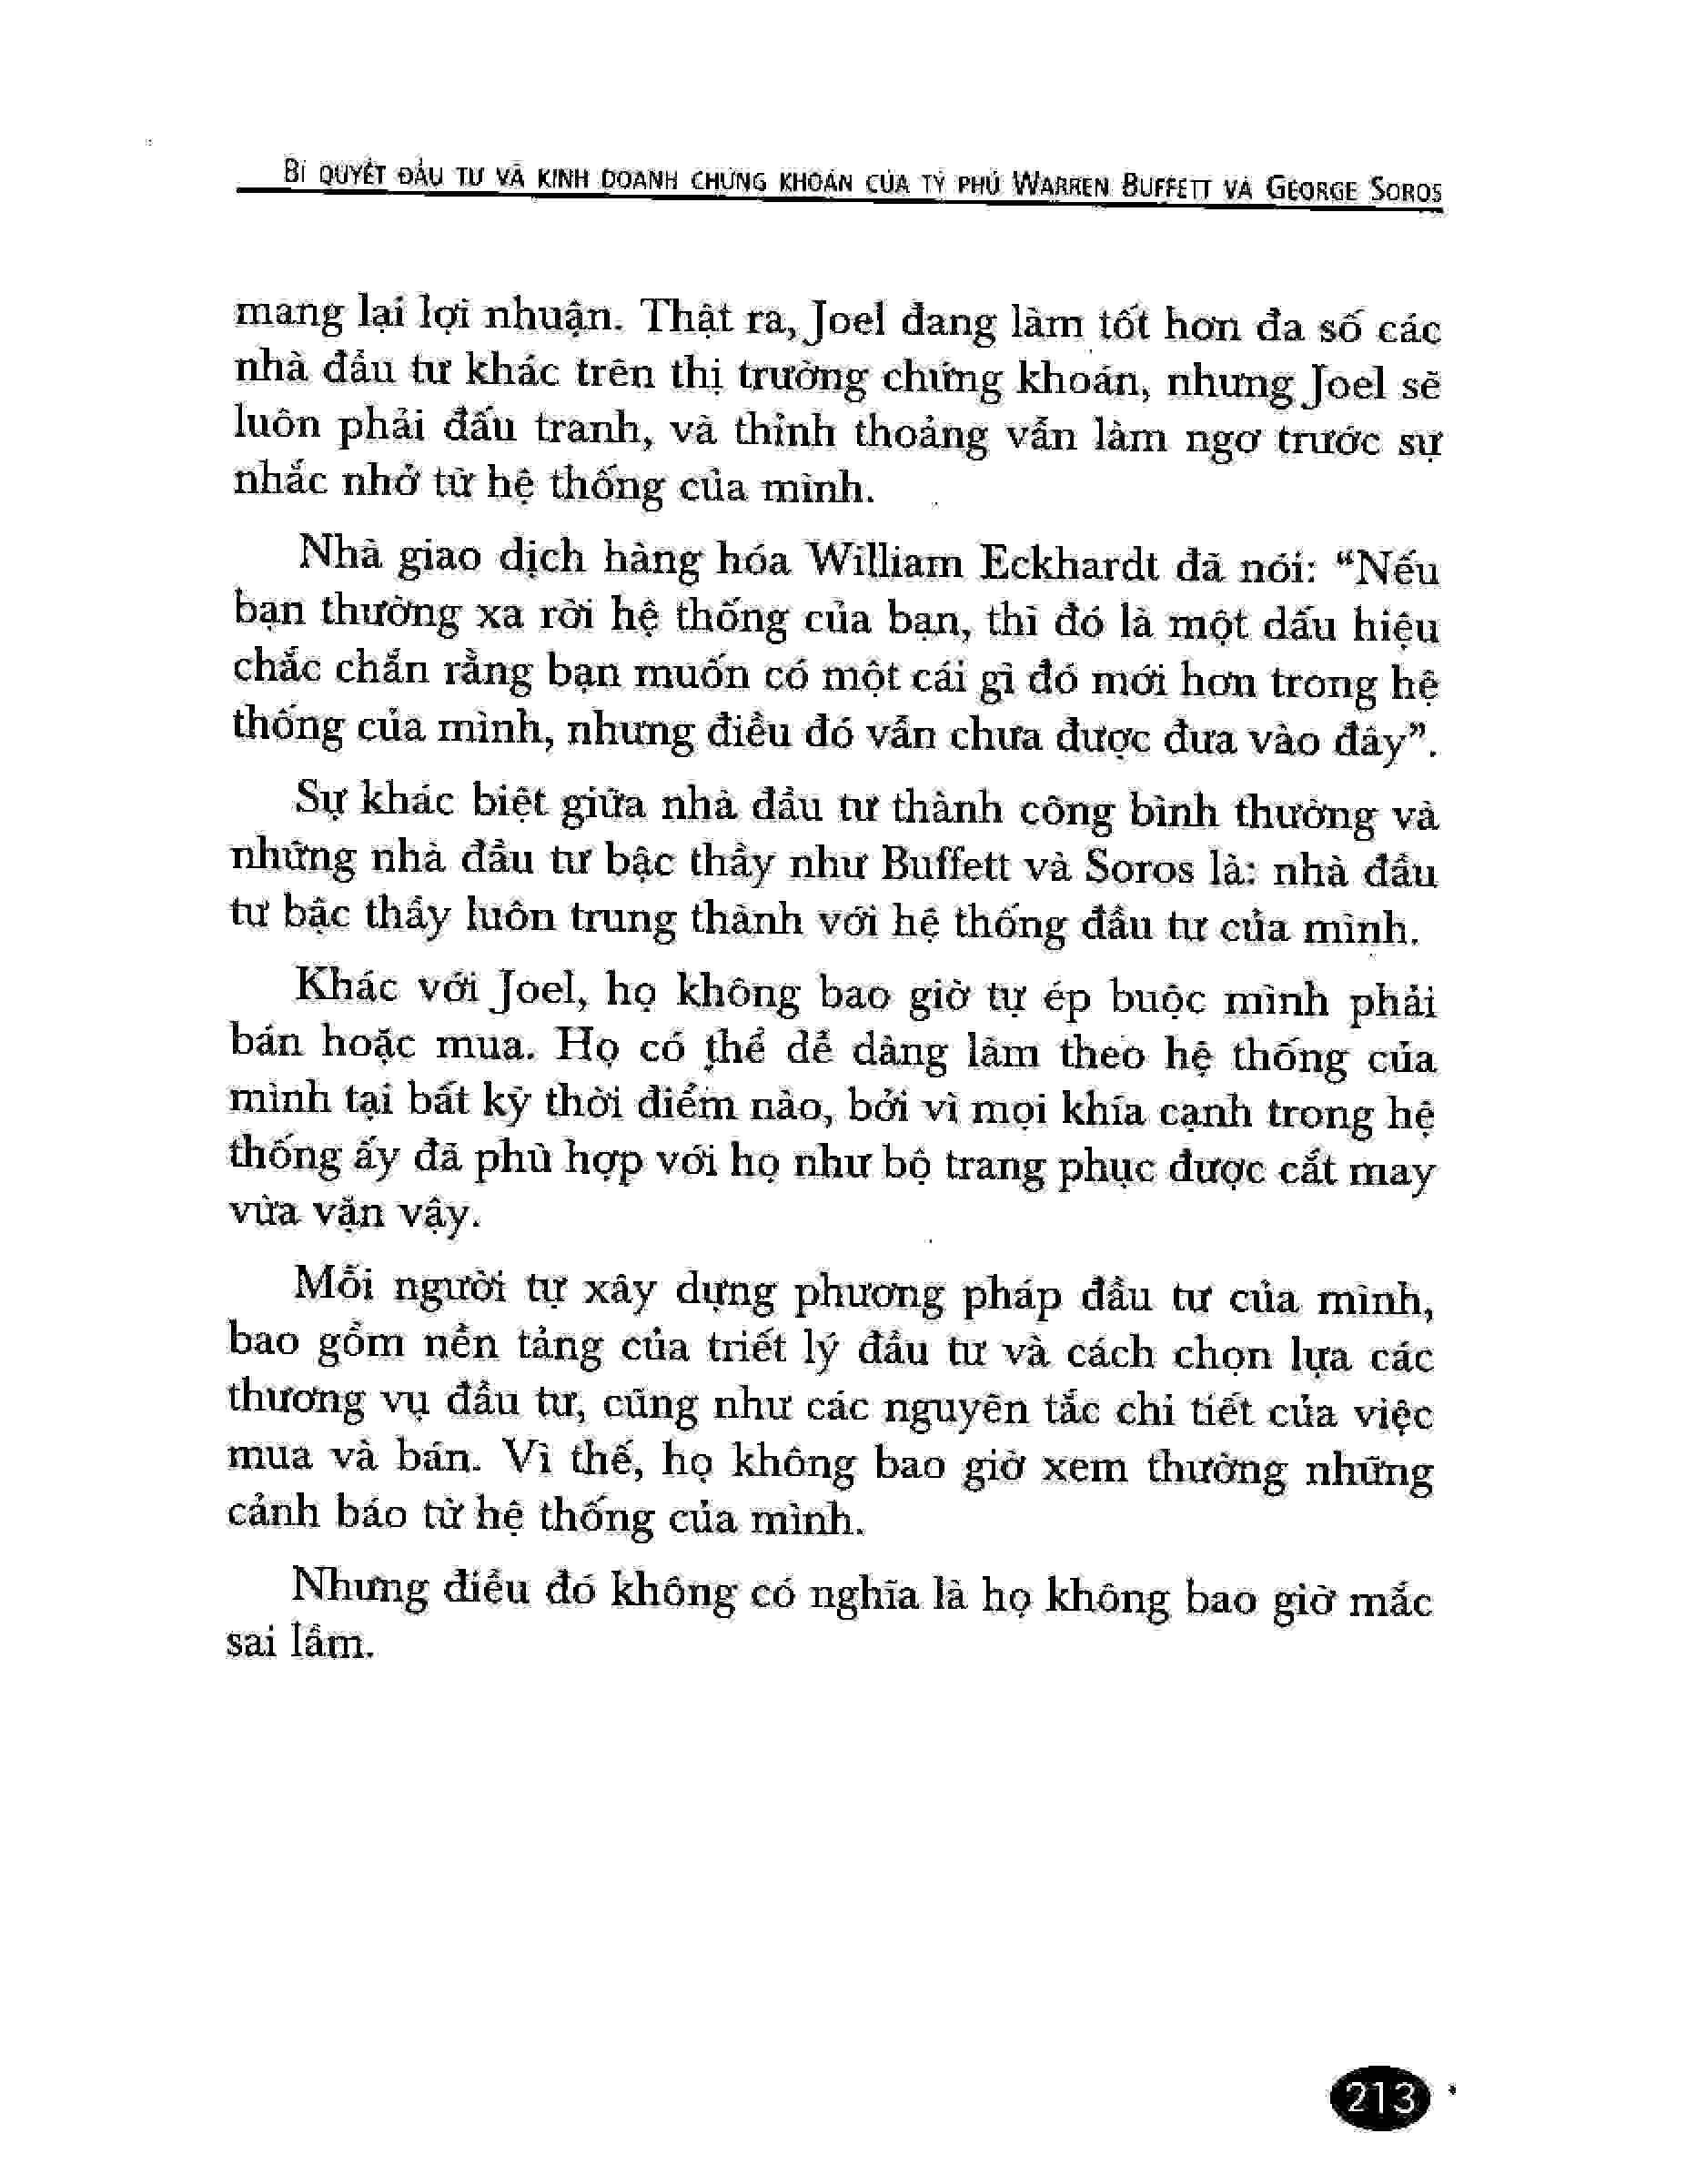 BÍ QUYẾT ĐẦU TƯ VÀ KINH DOANH CHỨNG KHOÁN CỦA TỶ PHÚ WARREN BUFFETT VÀ GEORGE SOROS
mang lại lợi nhuận. Thật ra, Joel đang làm tốt hơn đa số các
nhà đầu tư khác trên thị trường chứng khoán, nhưng Joel sẽ
luôn phải đấu tranh, và thỉnh thoảng vẫn làm ngơ trước sự
nhắc nhở từ hệ thống của mình.
Nhà giao dịch hàng hóa William Eckhardt đã nói: “Nếu
bạn thường xa rời hệ thống của bạn, thì đó là một dấu hiệu
chắc chắn rằng bạn muốn có một cái gì đó mới hơn trong hệ
thống của mình, nhưng điều đó vẫn chưa được đưa vào đây”.
Sự khác biệt giữa nhà đầu tư thành công bình thường và
những nhà đầu tư bậc thầy như Buffett và Soros là: nhà đầu
tư bậc thầy luôn trung thành với hệ thống đầu tư của mình.
Khác với Joel, họ không bao giờ tự ép buộc mình phải
bán hoặc mua. Họ có thể dễ dàng làm theo hệ thống của
mình tại bất kỳ thời điểm nào, bởi vì mọi khía cạnh trong hệ
thống ấy đã phù hợp với họ như bộ trang phục được cắt may
vừa vặn vậy.
Mỗi người tự xây dựng phương pháp đầu tư của mình,
bao gồm nền tảng của triết lý đầu tư và cách chọn lựa các
thương vụ đầu tư, cũng như các nguyên tắc chi tiết của việc
mua và bán. Vì thế, họ không bao giờ xem thường những
cảnh báo từ hệ thống của mình.
Nhưng điều đó không có nghĩa là họ không bao giờ mắc
sai lầm.
213